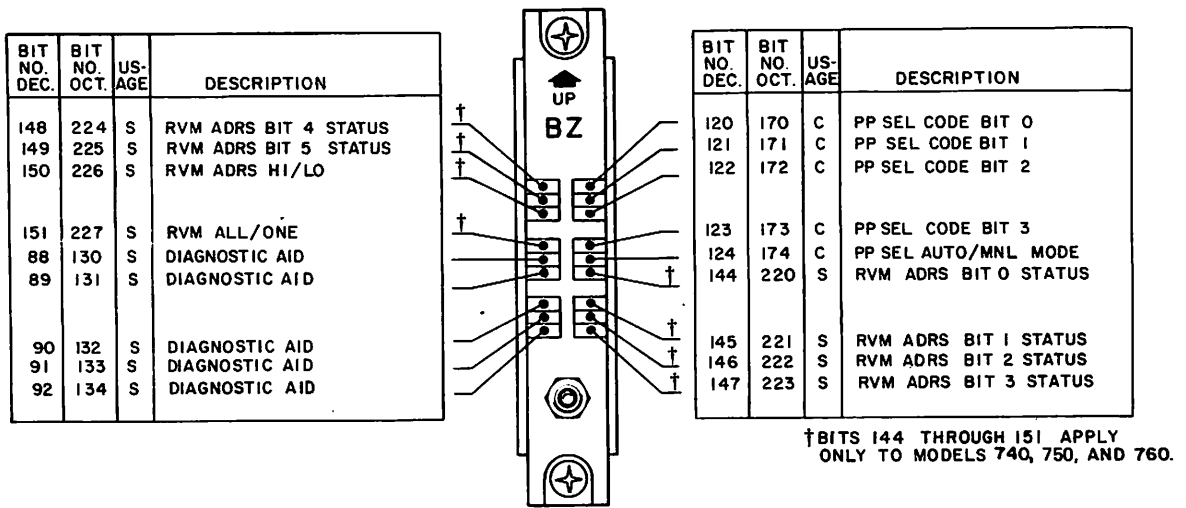 BIT NO. DEC. BIT NO. OCT. US-AGE DESCRIPTION
148 224 S RVM ADRS BIT 4 STATUS †
149 225 S RVM ADRS BIT 5 STATUS †
150 226 S RVM ADRS HI/LO †
151 227 S RVM ALL/ONE †
88 130 S DIAGNOSTIC AID
89 131 S DIAGNOSTIC AID
90 132 S DIAGNOSTIC AID
91 133 S DIAGNOSTIC AID
92 134 S DIAGNOSTIC AID
UP
BZ
BIT NO. DEC. BIT NO. OCT. US-AGE DESCRIPTION
120 170 C PP SEL CODE BIT 0
121 171 C PP SEL CODE BIT 1
122 172 C PP SEL CODE BIT 2
123 173 C PP SEL CODE BIT 3
124 174 C PP SEL AUTO/MNL MODE
† 144 220 S RVM ADRS BIT 0 STATUS
† 145 221 S RVM ADRS BIT 1 STATUS
† 146 222 S RVM ADRS BIT 2 STATUS
† 147 223 S RVM ADRS BIT 3 STATUS
†BITS 144 THROUGH 151 APPLY
ONLY TO MODELS 740, 750, AND 760.